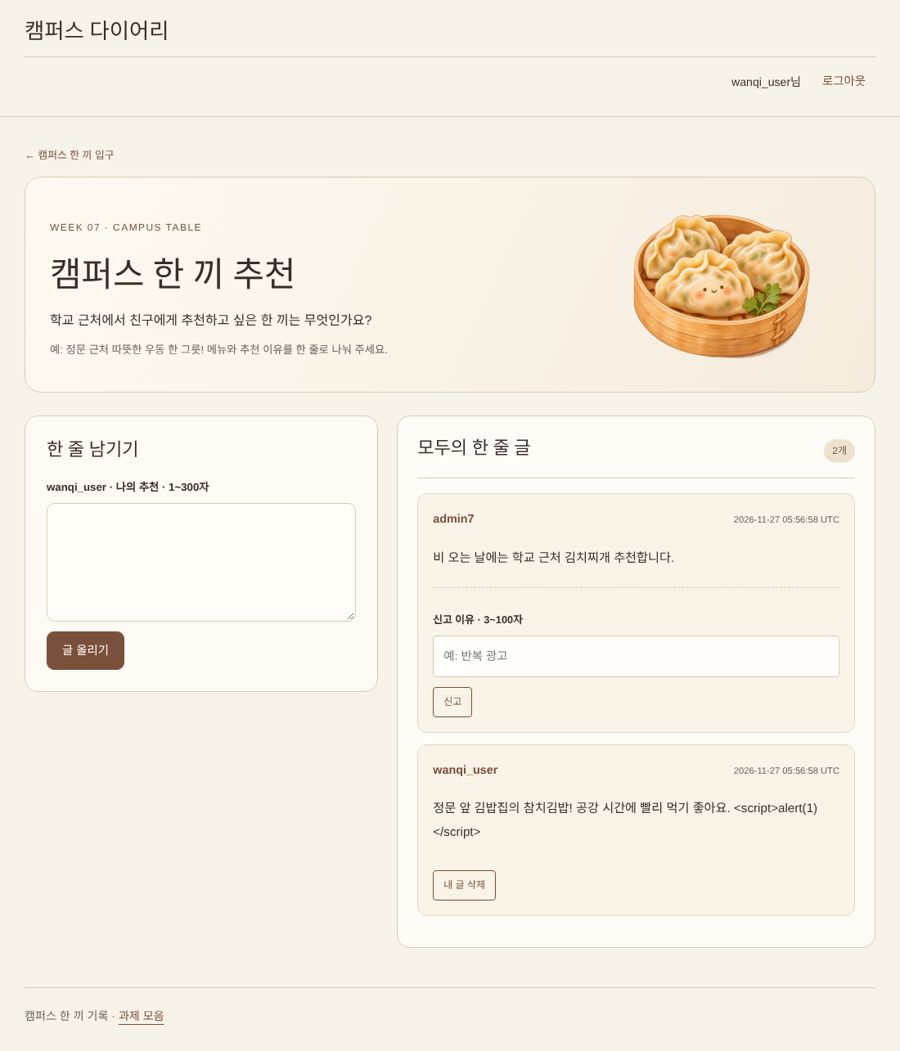 캠퍼스 다이어리
wanqi_user님 로그아웃
← 캠퍼스 한 끼 입구
WEEK 07 · CAMPUS TABLE
캠퍼스 한 끼 추천
학교 근처에서 친구에게 추천하고 싶은 한 끼는 무엇인가요?
예: 정문 근처 따뜻한 우동 한 그릇! 메뉴와 추천 이유를 한 줄로 나눠 주세요.
한 줄 남기기
wanqi_user · 나의 추천 · 1~300자
글 올리기
모두의 한 줄 글
2개
admin7
2026-11-27 05:56:58 UTC
비 오는 날에는 학교 근처 김치찌개 추천합니다.
신고 이유 · 3~100자
예: 반복 광고
신고
wanqi_user
2026-11-27 05:56:58 UTC
정문 앞 김밥집의 참치김밥! 공강 시간에 빨리 먹기 좋아요. <script>alert(1)
</script>
내 글 삭제
캠퍼스 한 끼 기록 · 과제 모음